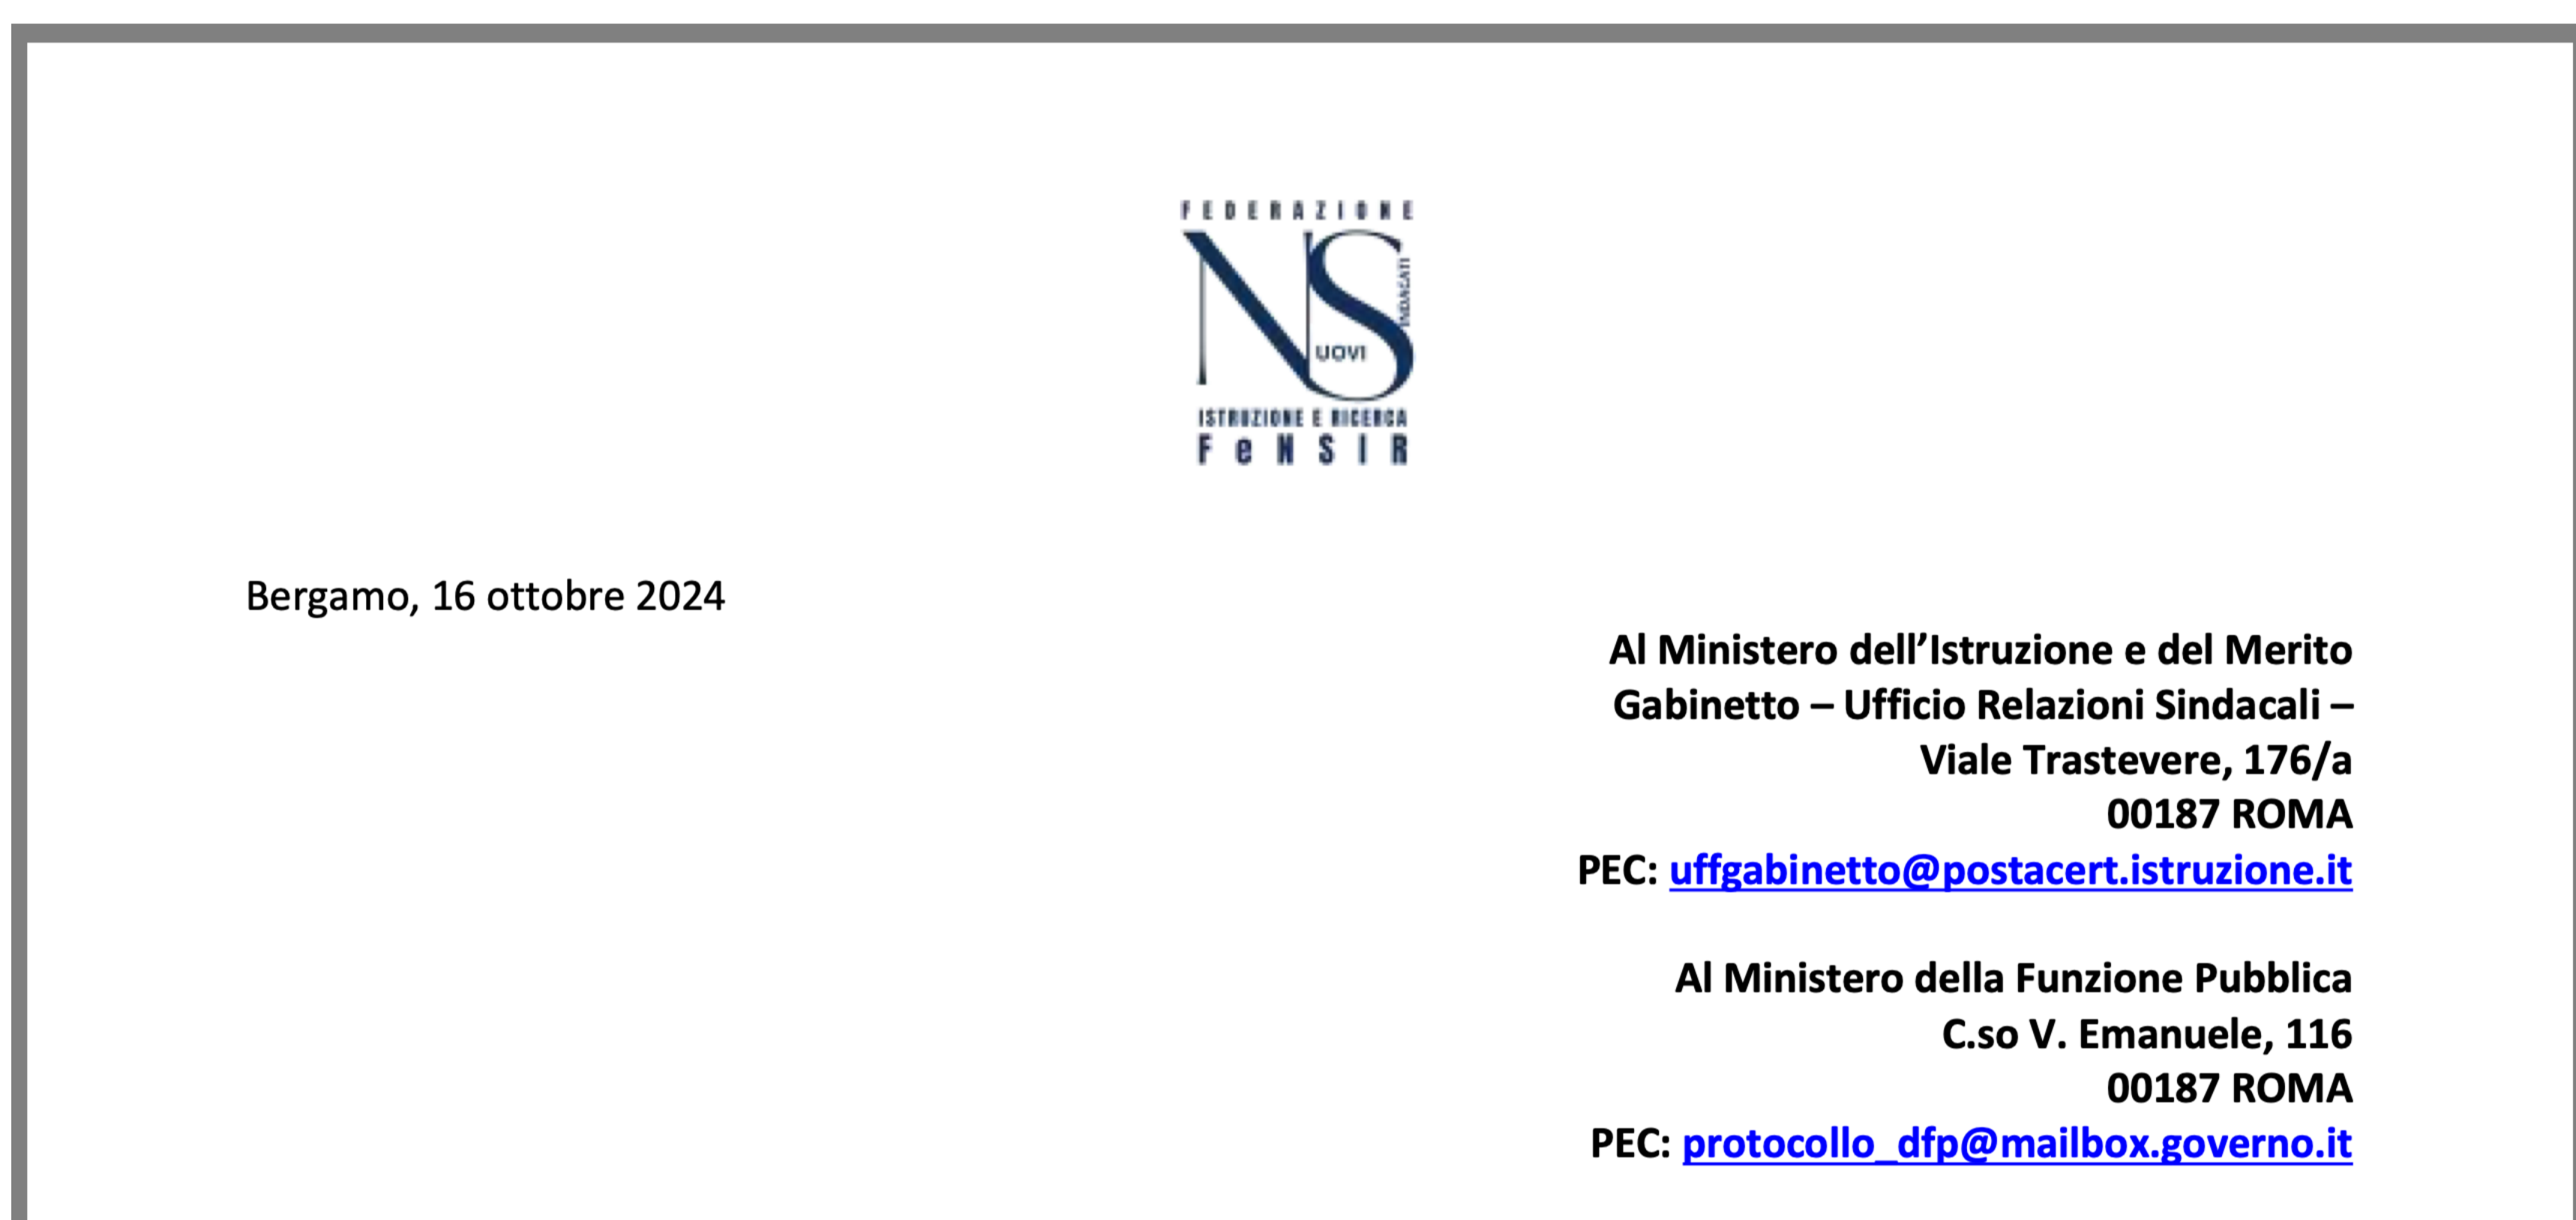 FEDERAZIONE
NS
UOVI
INDACATI
ISTRUZIONE E RICERCA
FeNSIR
Bergamo, 16 ottobre 2024
Al Ministero dell’Istruzione e del Merito
Gabinetto – Ufficio Relazioni Sindacali –
Viale Trastevere, 176/a
00187 ROMA
PEC: uffgabinetto@postacert.istruzione.it
Al Ministero della Funzione Pubblica
C.so V. Emanuele, 116
00187 ROMA
PEC: protocollo_dfp@mailbox.governo.it